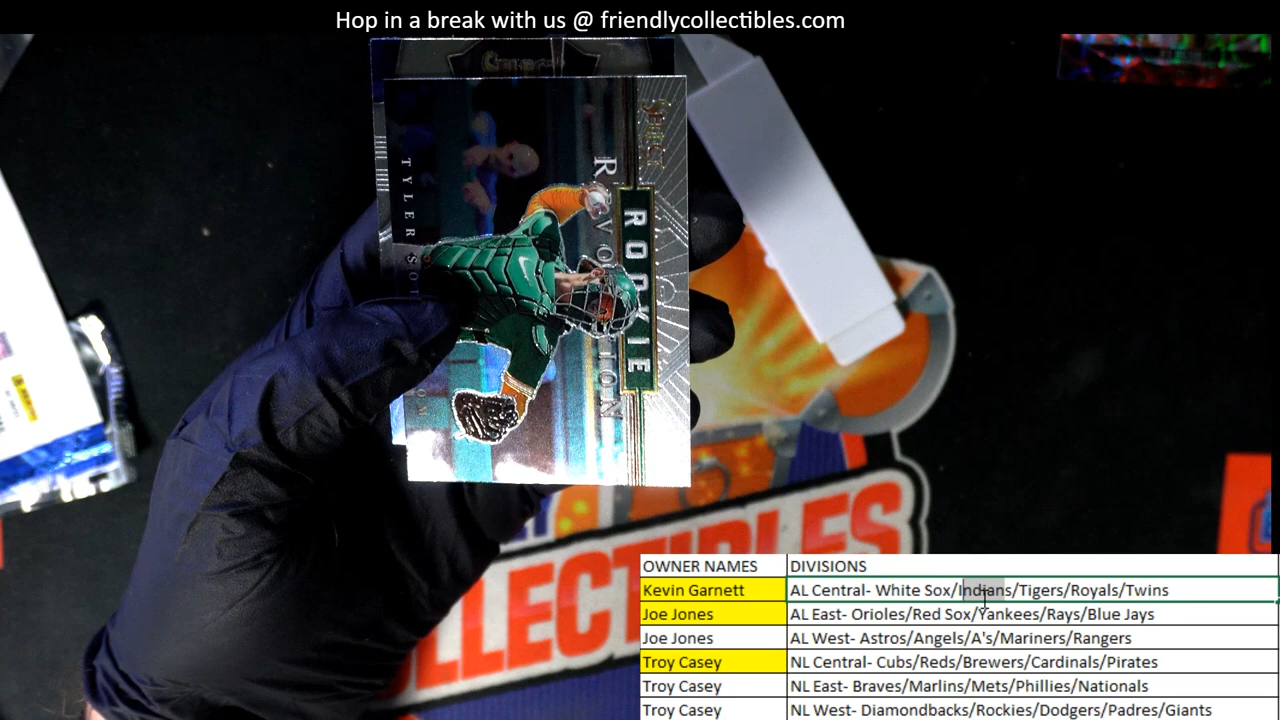 Hop in a break with us @ friendlycollectibles.com
SELECT
ROOKIE
TYLER SO
COLLECTIBLES
OWNER NAMES DIVISIONS
Kevin Garnett AL Central- White Sox/Indians/Tigers/Royals/Twins
Joe Jones AL East- Orioles/Red Sox/Yankees/Rays/Blue Jays
Joe Jones AL West- Astros/Angels/A's/Mariners/Rangers
Troy Casey NL Central- Cubs/Reds/Brewers/Cardinals/Pirates
Troy Casey NL East- Braves/Marlins/Mets/Phillies/Nationals
Troy Casey NL West- Diamondbacks/Rockies/Dodgers/Padres/Giants